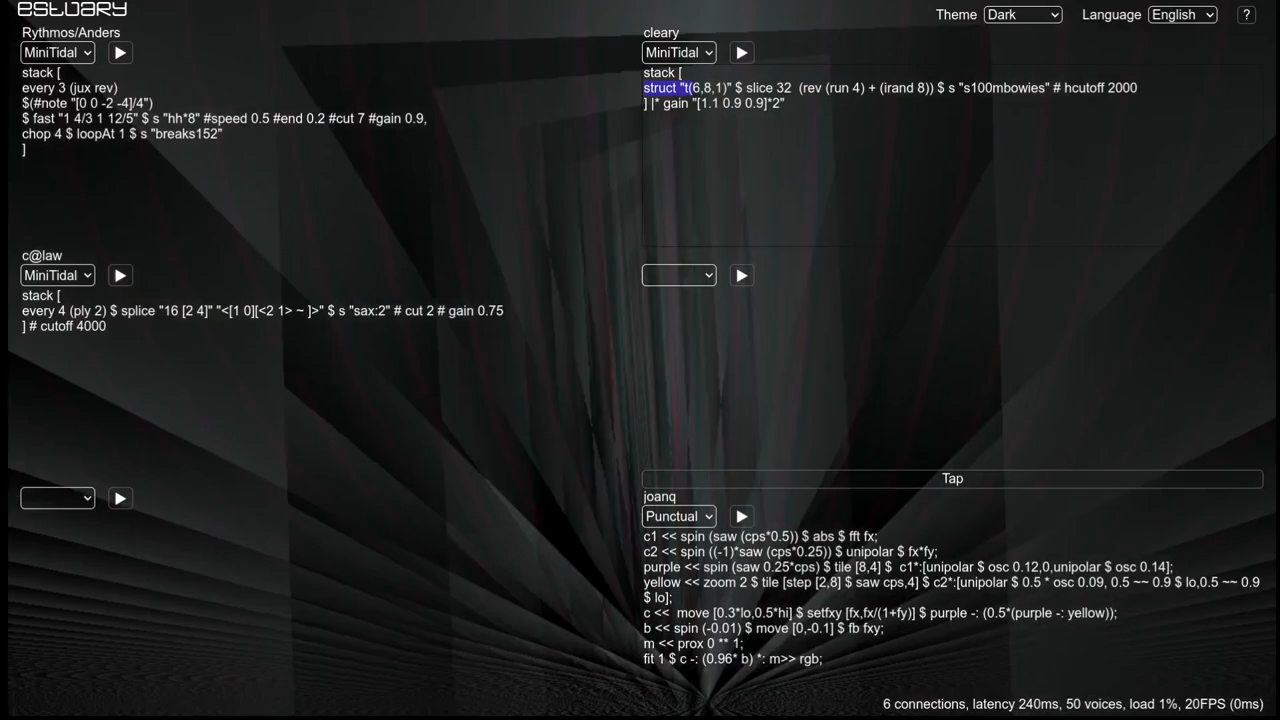 estuary
Theme Dark Language English ?
Rythmos/Anders
MiniTidal
stack [
every 3 (jux rev)
$(#note "[0 0 -2 -4]/4")
$ fast "1 4/3 1 12/5" $ s "hh*8" #speed 0.5 #end 0.2 #cut 7 #gain 0.9,
chop 4 $ loopAt 1 $ s "breaks152"
]
cleary
MiniTidal
stack [
struct "t(6,8,1)" $ slice 32  (rev (run 4) + (irand 8)) $ s "s100mbowies" # hcutoff 2000
] |* gain "[1.1 0.9 0.9]*2"
c@law
MiniTidal
stack [
every 4 (ply 2) $ splice "16 [2 4]" "<[1 0][<2 1> ~ ]>" $ s "sax:2" # cut 2 # gain 0.75
] # cutoff 4000
Tap
joanq
Punctual
c1 << spin (saw (cps*0.5)) $ abs $ fft fx;
c2 << spin ((-1)*saw (cps*0.25)) $ unipolar $ fx*fy;
purple << spin (saw 0.25*cps) $ tile [8,4] $  c1*:[unipolar $ osc 0.12,0,unipolar $ osc 0.14];
yellow << zoom 2 $ tile [step [2,8] $ saw cps,4] $ c2*:[unipolar $ 0.5 * osc 0.09, 0.5 ~~ 0.9 $ lo,0.5 ~~ 0.9
$ lo];
c <<  move [0.3*lo,0.5*hi] $ setfxy [fx,fx/(1+fy)] $ purple -: (0.5*(purple -: yellow));
b << spin (-0.01) $ move [0,-0.1] $ fb fxy;
m << prox 0 ** 1;
fit 1 $ c -: (0.96* b) *: m>> rgb;
6 connections, latency 240ms, 50 voices, load 1%, 20FPS (0ms)